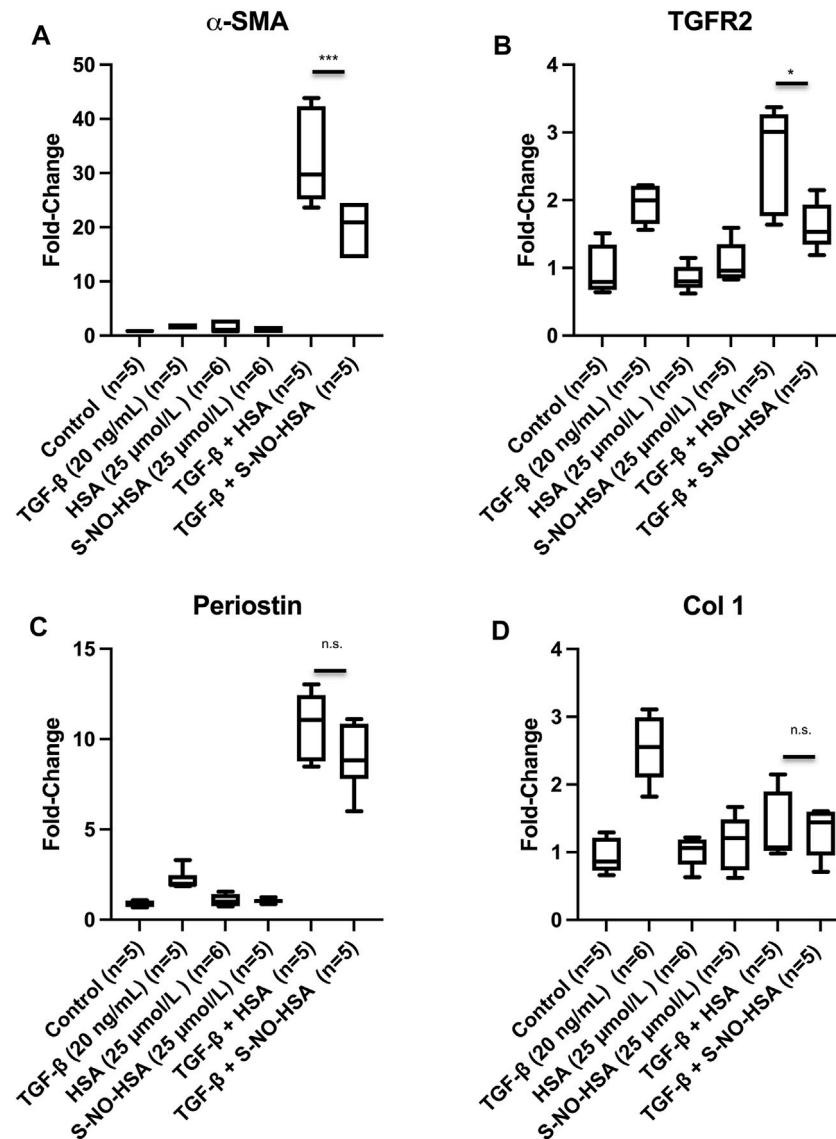 A
α-SMA
***
Fold-Change
50
40
30
20
10
0
Control (n=5)
TGF-β (20 ng/mL) (n=5)
HSA (25 μmol/L ) (n=6)
S-NO-HSA (25 μmol/L) (n=6)
TGF-β + HSA (n=5)
TGF-β + S-NO-HSA (n=5)
B
TGFR2
*
Fold-Change
4
3
2
1
0
Control (n=5)
TGF-β (20 ng/mL) (n=5)
HSA (25 μmol/L ) (n=5)
S-NO-HSA (25 μmol/L) (n=5)
TGF-β + HSA (n=5)
TGF-β + S-NO-HSA (n=5)
C
Periostin
n.s.
Fold-Change
15
10
5
0
Control (n=5)
TGF-β (20 ng/mL) (n=5)
HSA (25 μmol/L ) (n=6)
S-NO-HSA (25 μmol/L) (n=5)
TGF-β + HSA (n=5)
TGF-β + S-NO-HSA (n=5)
D
Col 1
n.s.
Fold-Change
4
3
2
1
0
Control (n=5)
TGF-β (20 ng/mL) (n=6)
HSA (25 μmol/L ) (n=6)
S-NO-HSA (25 μmol/L) (n=5)
TGF-β + HSA (n=5)
TGF-β + S-NO-HSA (n=5)